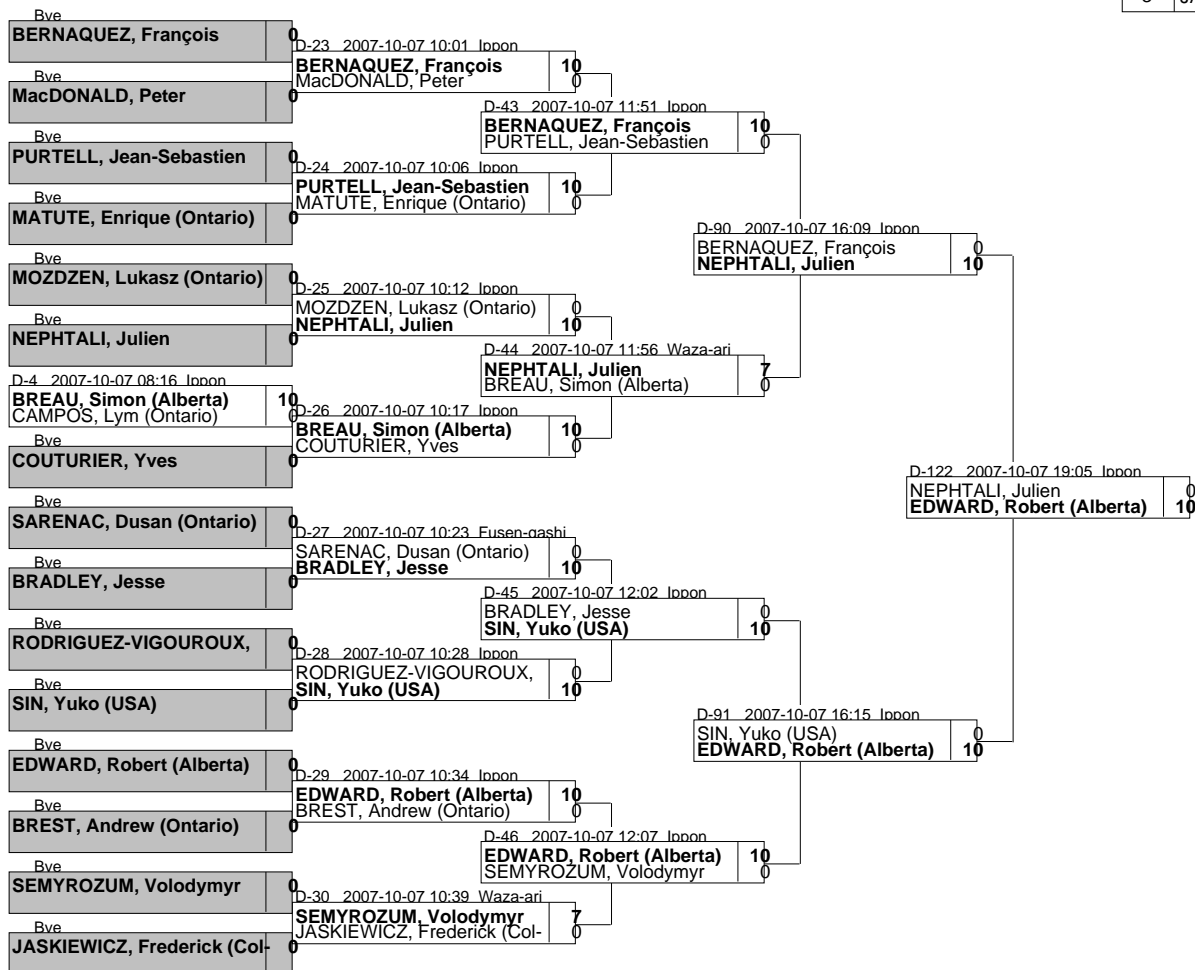 Bye
BERNAQUEZ, François 0
Bye
MacDONALD, Peter 0
Bye
PURTELL, Jean-Sebastien 0
Bye
MATUTE, Enrique (Ontario) 0
Bye
MOZDZEN, Lukasz (Ontario) 0
Bye
NEPHTALI, Julien 0
D-4 2007-10-07 08:16 Ippon
BREAU, Simon (Alberta) 10
CAMPOS, Lym (Ontario) 0
Bye
COUTURIER, Yves 0
Bye
SARENAC, Dusan (Ontario) 0
Bye
BRADLEY, Jesse 0
Bye
RODRIGUEZ-VIGOUROUX, 0
Bye
SIN, Yuko (USA) 0
Bye
EDWARD, Robert (Alberta) 0
Bye
BREST, Andrew (Ontario) 0
Bye
SEMYROZUM, Volodymyr 0
Bye
JASKIEWICZ, Frederick (Col- 0
D-23 2007-10-07 10:01 Ippon
BERNAQUEZ, François 10
MacDONALD, Peter 0
D-24 2007-10-07 10:06 Ippon
PURTELL, Jean-Sebastien 10
MATUTE, Enrique (Ontario) 0
D-25 2007-10-07 10:12 Ippon
MOZDZEN, Lukasz (Ontario) 0
NEPHTALI, Julien 10
D-26 2007-10-07 10:17 Ippon
BREAU, Simon (Alberta) 10
COUTURIER, Yves 0
D-27 2007-10-07 10:23 Fusen-gashi
SARENAC, Dusan (Ontario) 0
BRADLEY, Jesse 10
D-28 2007-10-07 10:28 Ippon
RODRIGUEZ-VIGOUROUX, 0
SIN, Yuko (USA) 10
D-29 2007-10-07 10:34 Ippon
EDWARD, Robert (Alberta) 10
BREST, Andrew (Ontario) 0
D-30 2007-10-07 10:39 Waza-ari
SEMYROZUM, Volodymyr 7
JASKIEWICZ, Frederick (Col- 0
D-43 2007-10-07 11:51 Ippon
BERNAQUEZ, François 10
PURTELL, Jean-Sebastien 0
D-44 2007-10-07 11:56 Waza-ari
NEPHTALI, Julien 7
BREAU, Simon (Alberta) 0
D-45 2007-10-07 12:02 Ippon
BRADLEY, Jesse 0
SIN, Yuko (USA) 10
D-46 2007-10-07 12:07 Ippon
EDWARD, Robert (Alberta) 10
SEMYROZUM, Volodymyr 0
D-90 2007-10-07 16:09 Ippon
BERNAQUEZ, François 0
NEPHTALI, Julien 10
D-91 2007-10-07 16:15 Ippon
SIN, Yuko (USA) 0
EDWARD, Robert (Alberta) 10
D-122 2007-10-07 19:05 Ippon
NEPHTALI, Julien 0
EDWARD, Robert (Alberta) 10